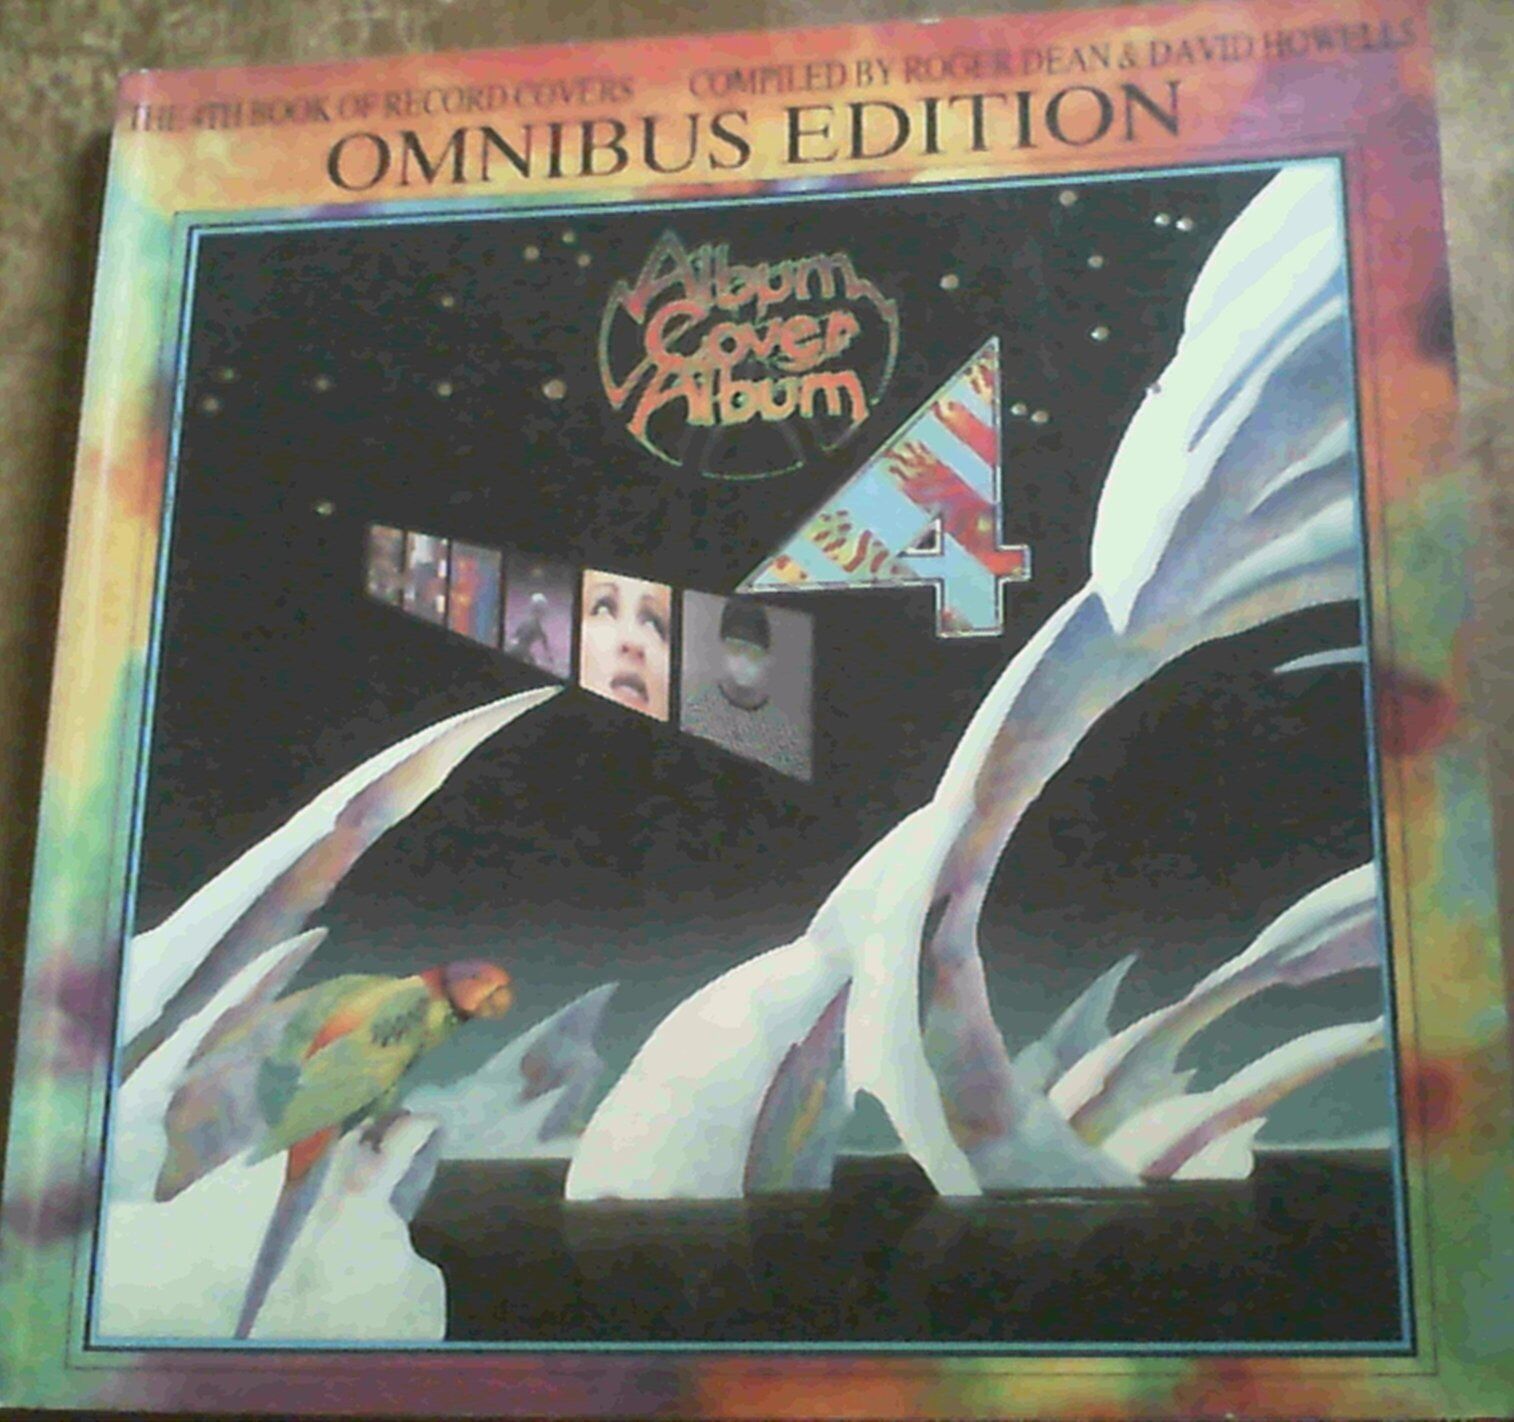 THE 4TH BOOK OF RECORD COVERS COMPILED BY ROGER DEAN & DAVID HOWELLS
OMNIBUS EDITION
Album
Cover
Album
4